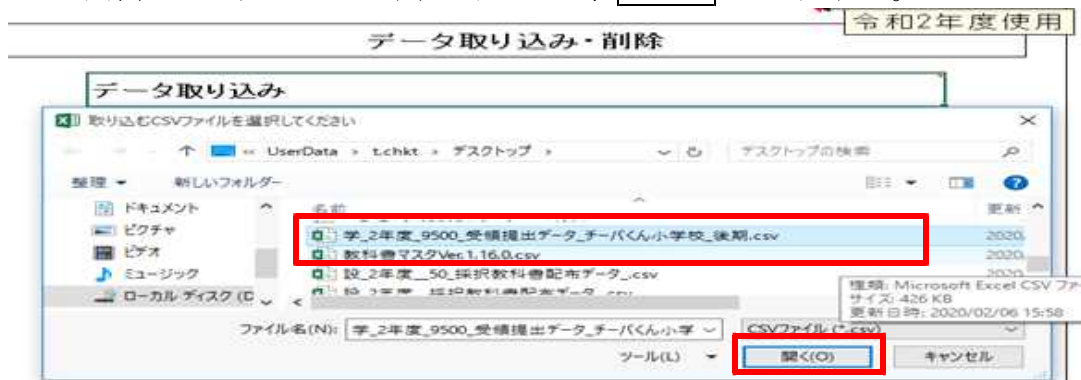 令和2年度使用
データ取り込み・削除
データ取り込み
取り込むCSVファイルを選択してください
« UserData › t.chkt › デスクトップ ›
デスクトップの検索
整理
新しいフォルダー
ドキュメント
ピクチャ
ビデオ
ミュージック
ローカル ディスク (C
名前
更新
学_2年度_9500_受領提出データ_チーバくん小学校_後期.csv
2020
教科書マスタVer.1.16.0.csv
2020
設_2年度__50_採択教科書配布データ_.csv
2020
種類: Microsoft Excel CSV ファ
サイズ: 426 KB
更新日時: 2020/02/06 15:58
ファイル名(N):
学_2年度_9500_受領提出データ_チーバくん小学
CSVファイル (*.csv)
ツール(L)
開く(O)
キャンセル